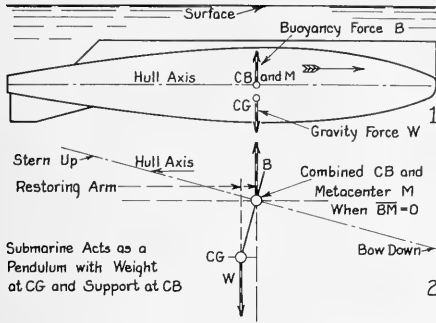 Surface
Buoyancy Force B
Hull Axis
CB and M
CG
1
Gravity Force W
Stern Up
Hull Axis
B
Restoring Arm
Combined CB and
Metacenter M
When BM=0
Submarine Acts as a
Pendulum with Weight
at CG and Support at CB
CG
W
Bow Down
2